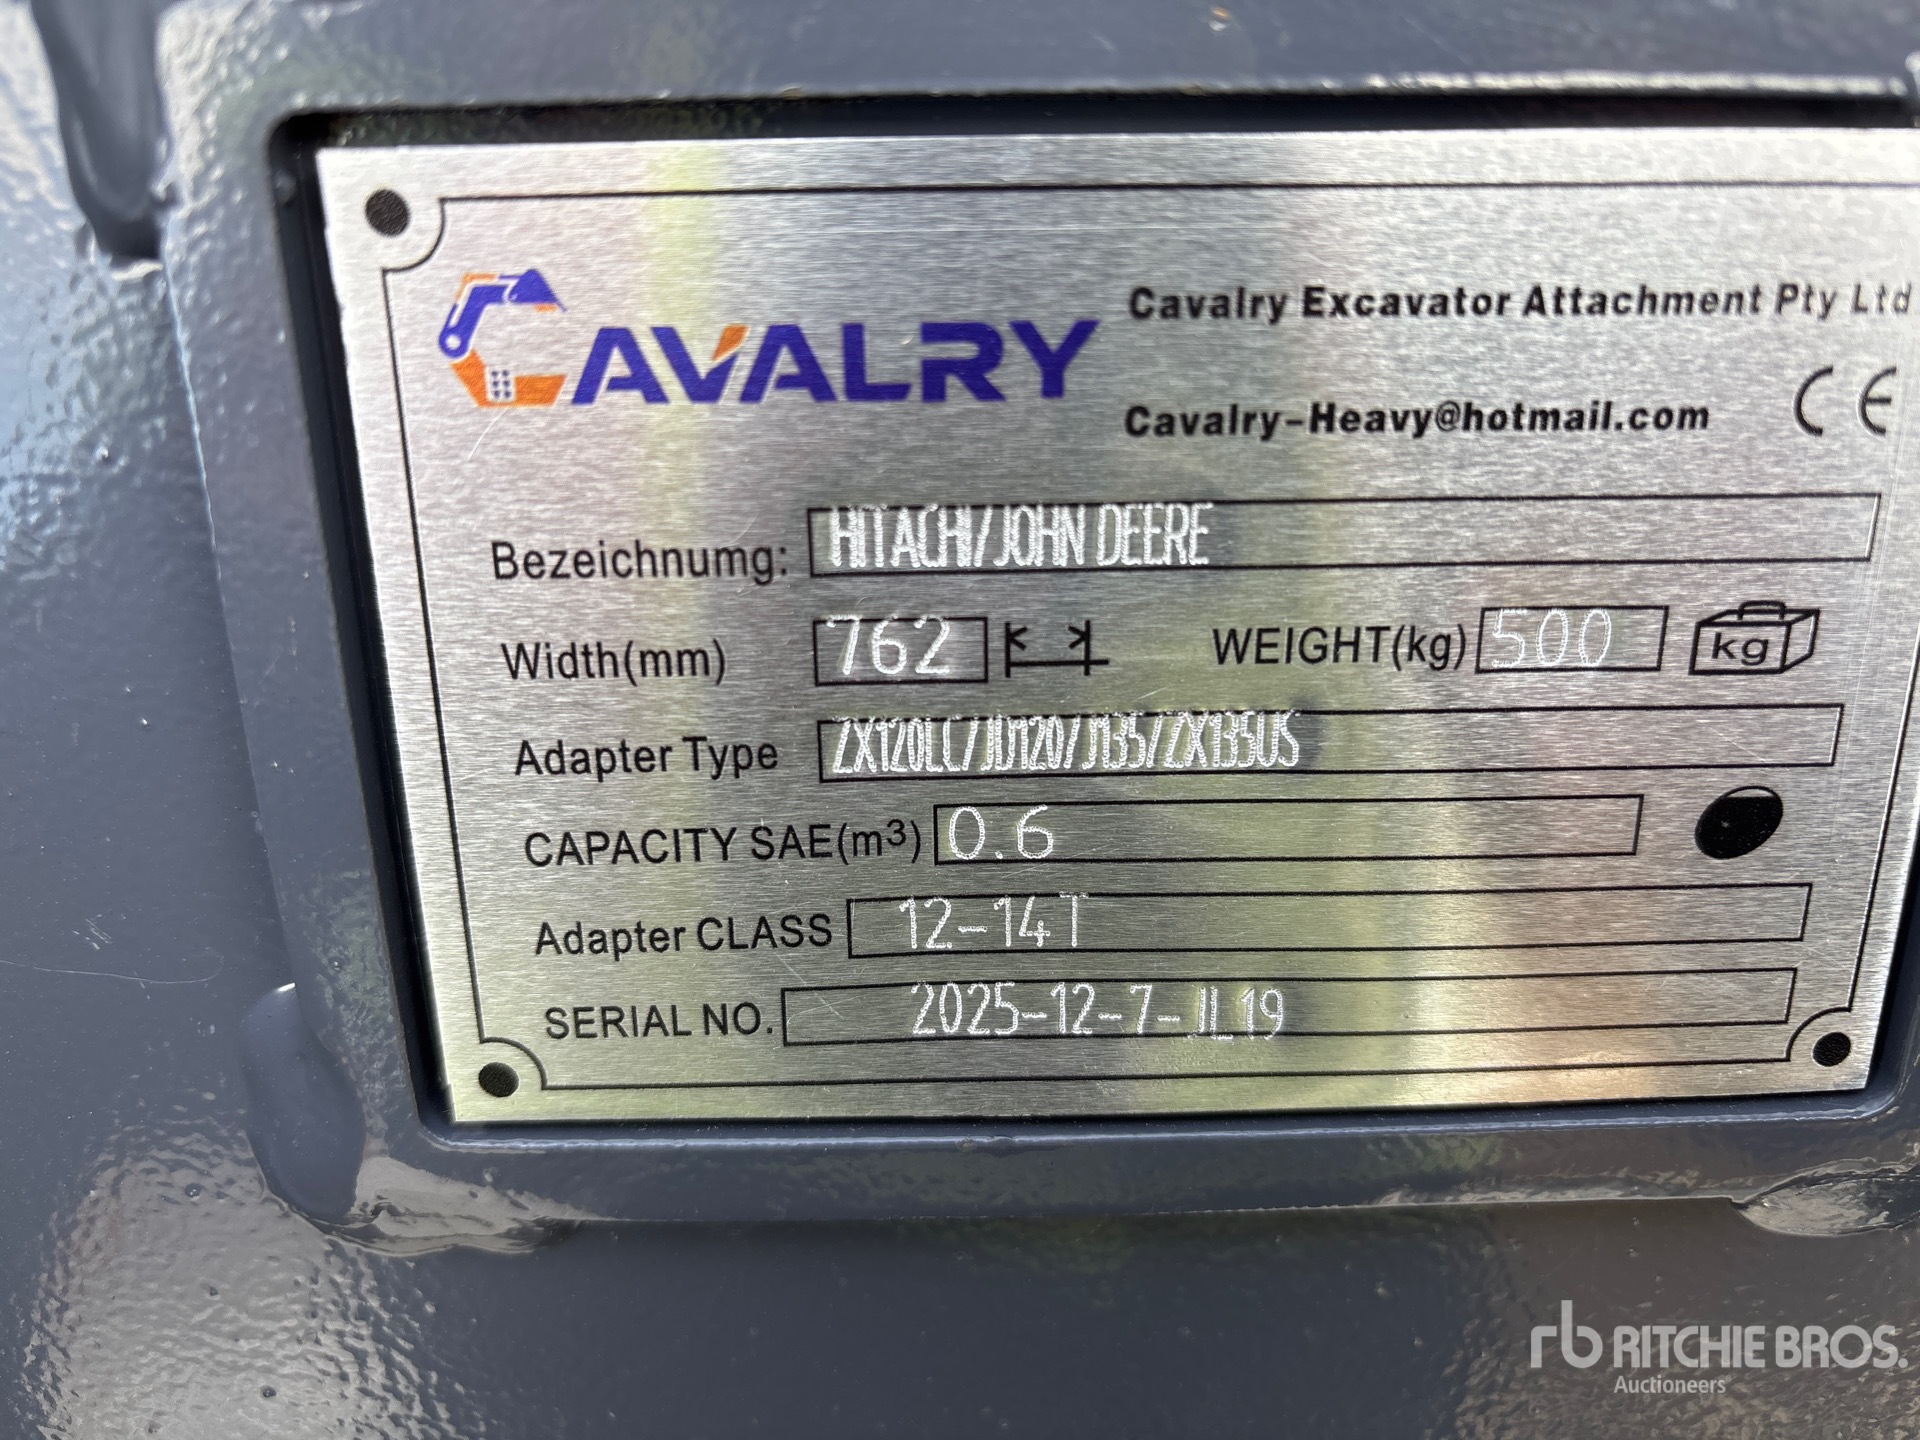 CAVALRY
Cavalry Excavator Attachment Pty Ltd
Cavalry-Heavy@hotmail.com
CE
Bezeichnumg: HITACHI/JOHN DEERE
Width(mm) 762 WEIGHT(kg) 500 kg
Adapter Type ZX120LC/JD120/J135/ZX135US
CAPACITY SAE(m3) 0.6
Adapter CLASS 12-14T
SERIAL NO. 2025-12-7-JL19
rb RITCHIE BROS.
Auctioneers